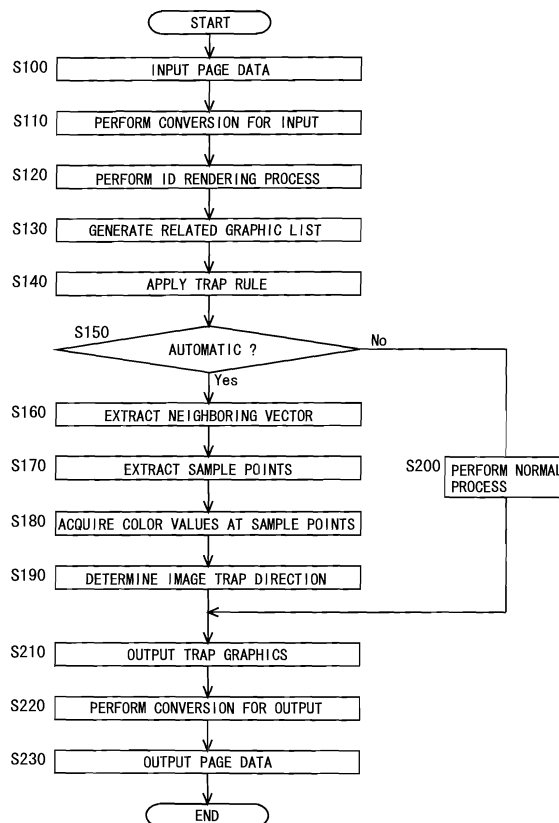 START
S100
INPUT PAGE DATA
S110
PERFORM CONVERSION FOR INPUT
S120
PERFORM ID RENDERING PROCESS
S130
GENERATE RELATED GRAPHIC LIST
S140
APPLY TRAP RULE
S150
AUTOMATIC ?
No
Yes
S160
EXTRACT NEIGHBORING VECTOR
S170
EXTRACT SAMPLE POINTS
S200
PERFORM NORMAL
PROCESS
S180
ACQUIRE COLOR VALUES AT SAMPLE POINTS
S190
DETERMINE IMAGE TRAP DIRECTION
S210
OUTPUT TRAP GRAPHICS
S220
PERFORM CONVERSION FOR OUTPUT
S230
OUTPUT PAGE DATA
END